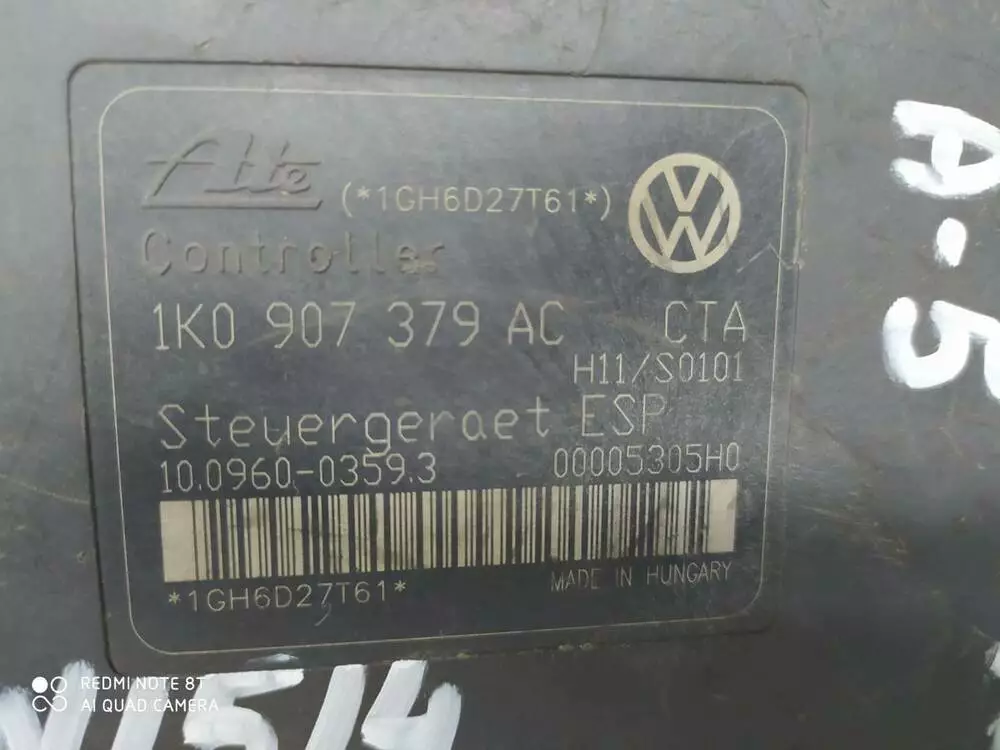 Ate (*1GH6D27T61*)
Controller
1K0 907 379 AC CTA
H11/S0101
Steuergeraet ESP
10.0960-0359.3 00005305H0
*1GH6D27T61*
MADE IN HUNGARY
A-5
REDMI NOTE 8T
AI QUAD CAMERA